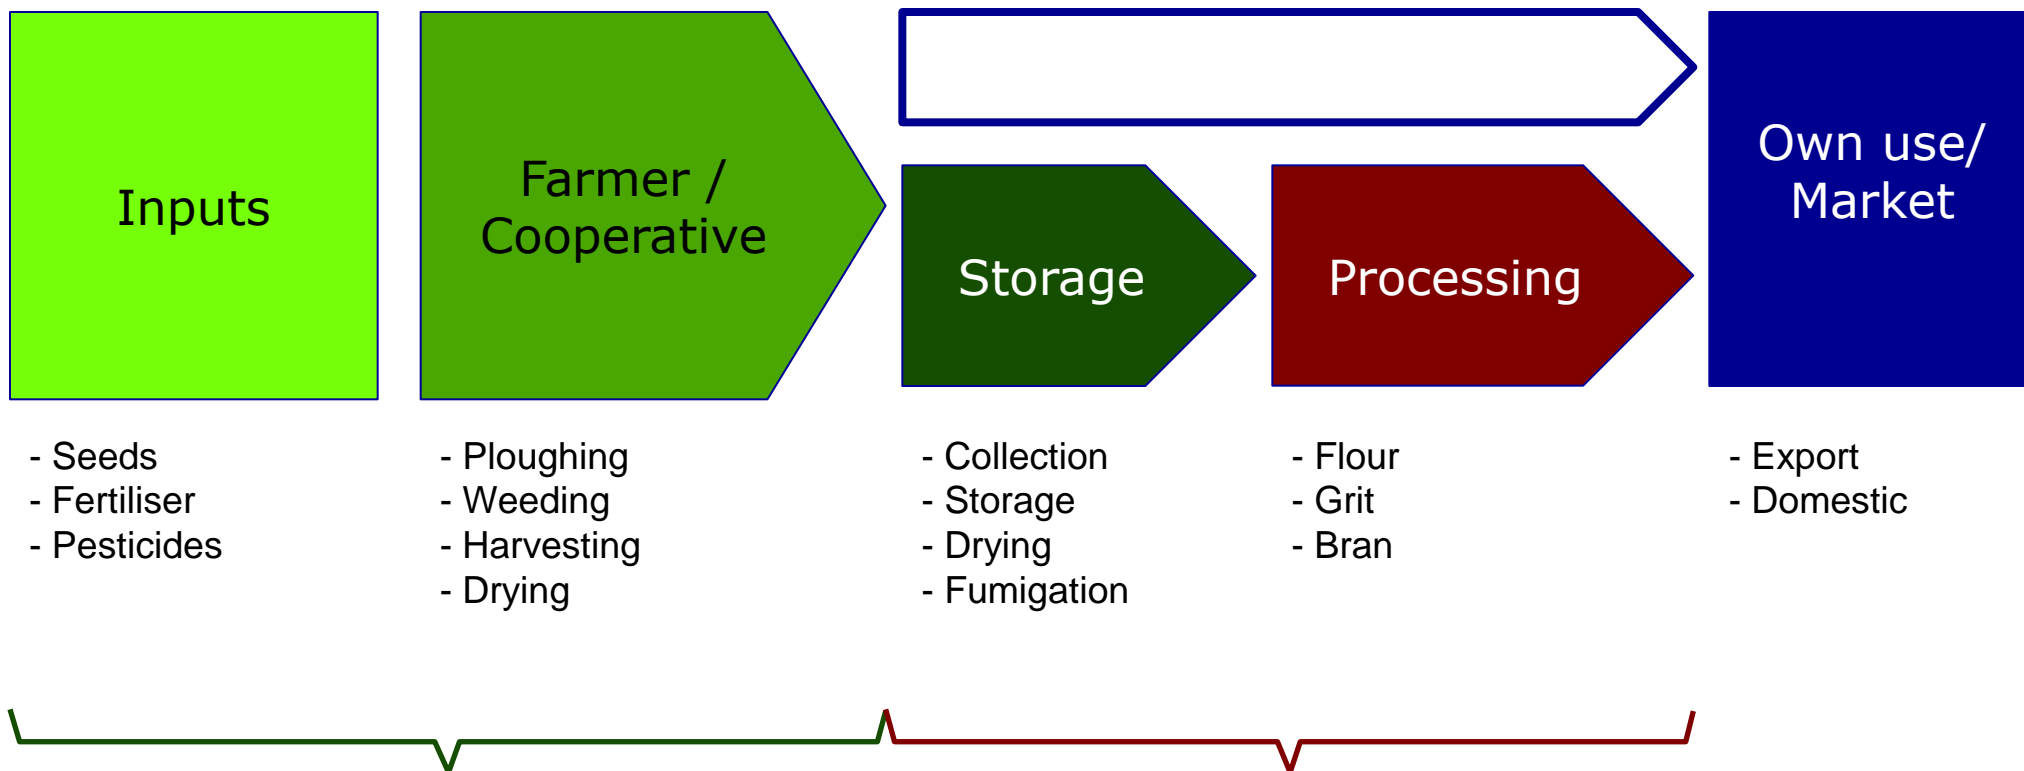 Inputs
Farmer /
Cooperative
Storage
Processing
Own use/
Market
- Seeds
- Fertiliser
- Pesticides
- Ploughing
- Weeding
- Harvesting
- Drying
- Collection
- Storage
- Drying
- Fumigation
- Flour
- Grit
- Bran
- Export
- Domestic